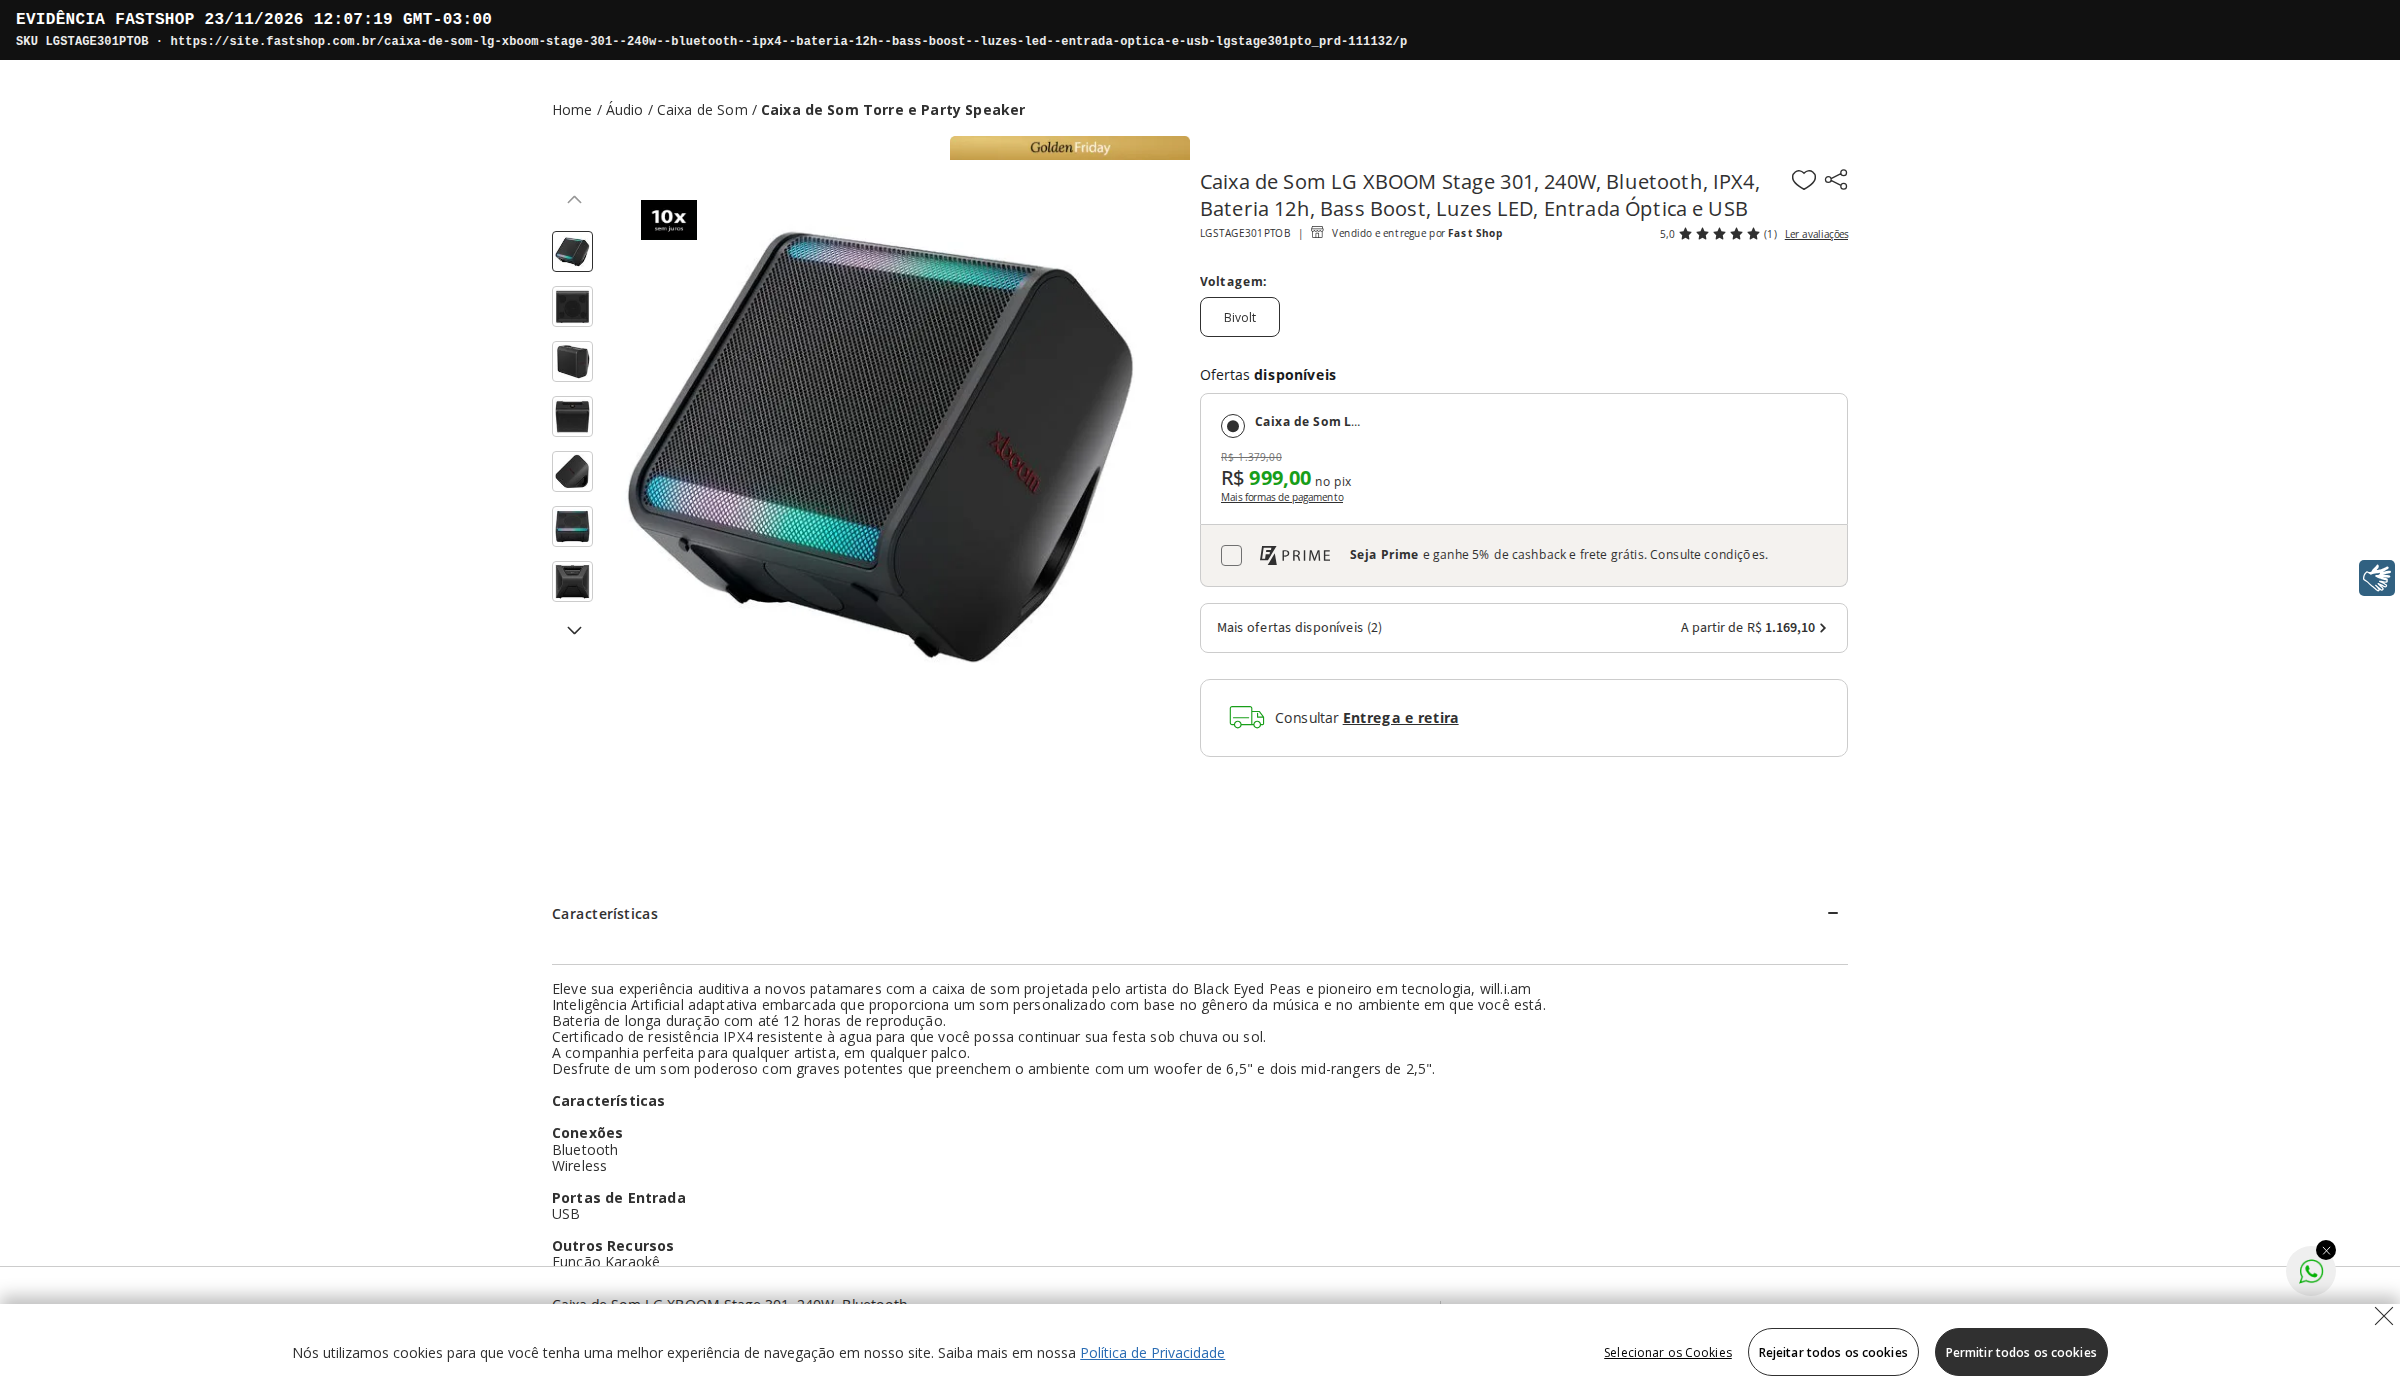 EVIDÊNCIA FASTSHOP 23/11/2026 12:07:19 GMT-03:00
SKU LGSTAGE301PTOB · https://site.fastshop.com.br/caixa-de-som-lg-xboom-stage-301--240w--bluetooth--ipx4--bateria-12h--bass-boost--luzes-led--entrada-optica-e-usb-lgstage301pto_prd-111132/p
Home / Áudio / Caixa de Som / Caixa de Som Torre e Party Speaker
Golden Friday
10x
sem juros
xboom
Caixa de Som LG XBOOM Stage 301, 240W, Bluetooth, IPX4,
Bateria 12h, Bass Boost, Luzes LED, Entrada Óptica e USB
LGSTAGE301PTOB | Vendido e entregue por Fast Shop
5,0 (1) Ler avaliações
Voltagem:
Bivolt
Ofertas disponíveis
Caixa de Som L...
R$ 1.379,00
R$ 999,00 no pix
Mais formas de pagamento
PRIME Seja Prime e ganhe 5% de cashback e frete grátis. Consulte condições.
Mais ofertas disponíveis (2) A partir de R$ 1.169,10
Consultar Entrega e retira
Características
Eleve sua experiência auditiva a novos patamares com a caixa de som projetada pelo artista do Black Eyed Peas e pioneiro em tecnologia, will.i.am
Inteligência Artificial adaptativa embarcada que proporciona um som personalizado com base no gênero da música e no ambiente em que você está.
Bateria de longa duração com até 12 horas de reprodução.
Certificado de resistência IPX4 resistente à agua para que você possa continuar sua festa sob chuva ou sol.
A companhia perfeita para qualquer artista, em qualquer palco.
Desfrute de um som poderoso com graves potentes que preenchem o ambiente com um woofer de 6,5" e dois mid-rangers de 2,5".
Características
Conexões
Bluetooth
Wireless
Portas de Entrada
USB
Outros Recursos
Função Karaokê
Caixa de Som LG XBOOM Stage 301, 240W, Bluetooth,
Nós utilizamos cookies para que você tenha uma melhor experiência de navegação em nosso site. Saiba mais em nossa Política de Privacidade
Selecionar os Cookies
Rejeitar todos os cookies
Permitir todos os cookies